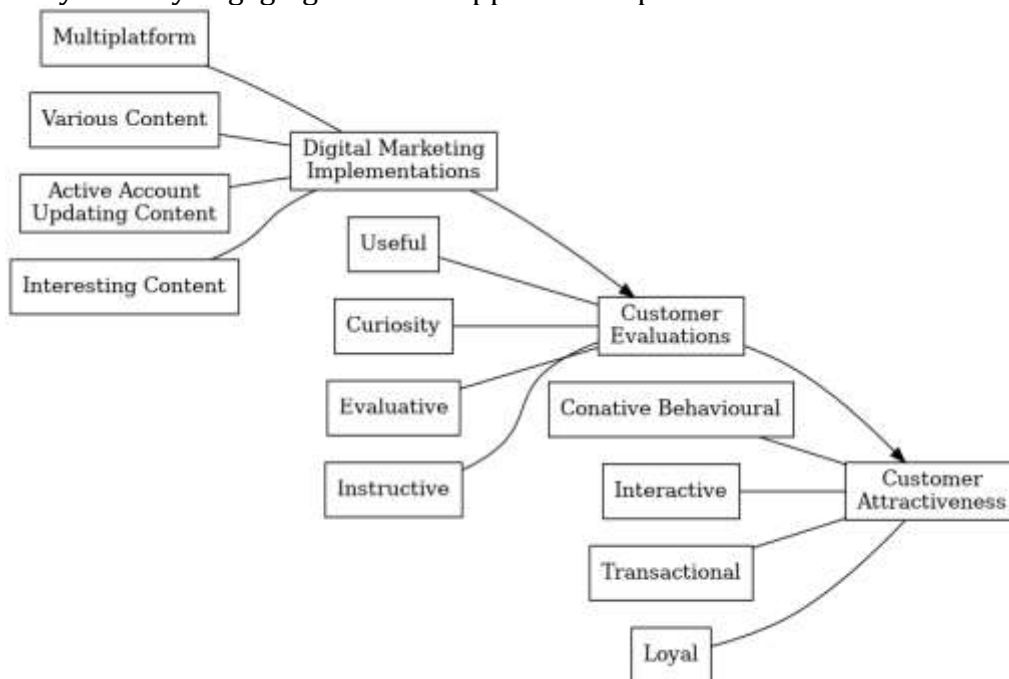 Multiplatform
Various Content
Digital Marketing
Implementations
Active Account
Updating Content
Interesting Content
Useful
Curiosity
Customer
Evaluations
Evaluative
Instructive
Conative Behavioural
Interactive
Customer
Attractiveness
Transactional
Loyal